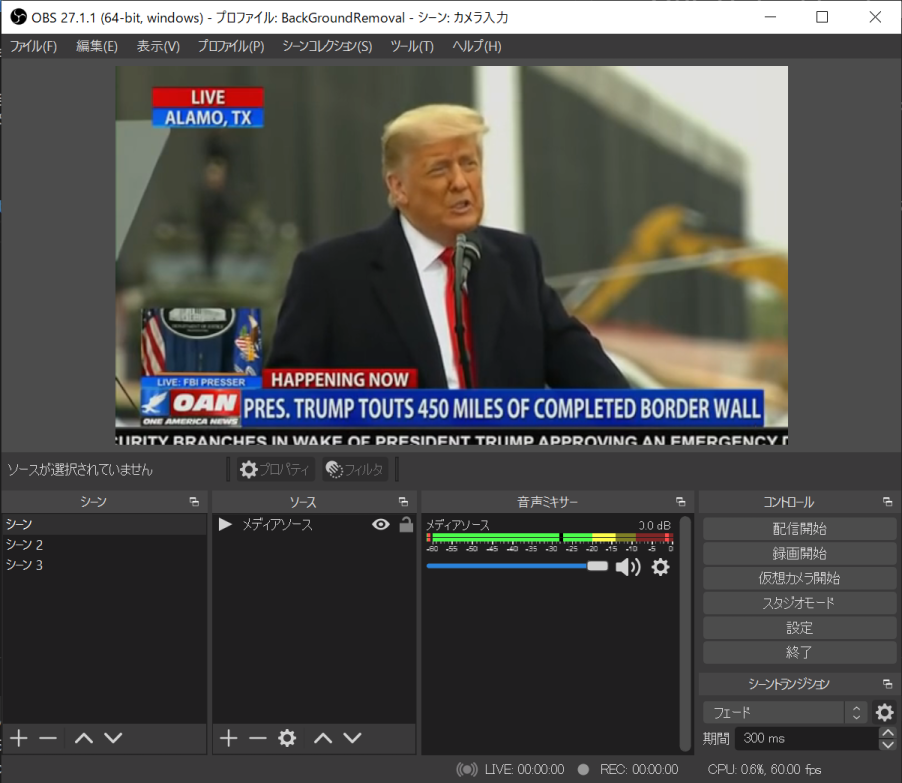 OBS 27.1.1 (64-bit, windows) - プロファイル: BackGroundRemoval - シーン: カメラ入力
ファイル(F) 編集(E) 表示(V) プロファイル(P) シーンコレクション(S) ツール(T) ヘルプ(H)
LIVE
ALAMO, TX
LIVE: FBI PRESSER
HAPPENING NOW
OAN
ONE AMERICA NEWS
PRES. TRUMP TOUTS 450 MILES OF COMPLETED BORDER WALL
BRANCHES IN WAKE OF PRESIDENT TRUMP APPROVING AN EMERGENCY
ソースが選択されていません プロパティ フィルタ
シーン
シーン
シーン 2
シーン 3
ソース
メディアソース
音声ミキサー
メディアソース 0.0 dB
-60 -55 -50 -45 -40 -35 -30 -25 -20 -15 -10 -5 0
コントロール
配信開始
録画開始
仮想カメラ開始
スタジオモード
設定
終了
シーントランジション
フェード
期間 300 ms
LIVE: 00:00:00 REC: 00:00:00 CPU: 0.6%, 60.00 fps